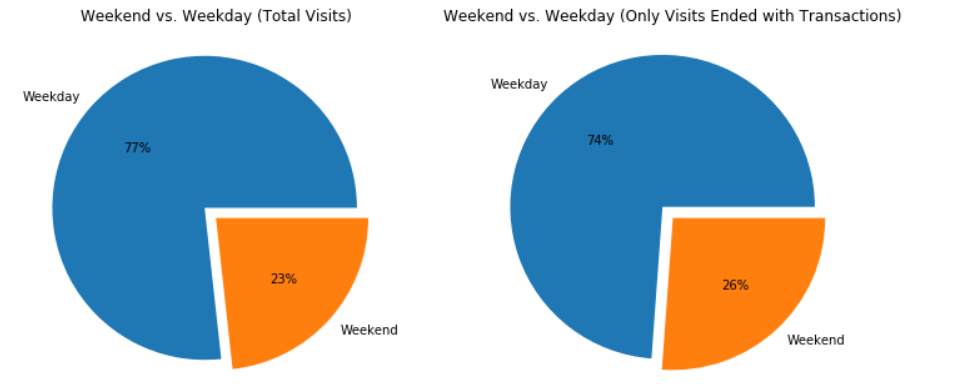 Weekend vs. Weekday (Total Visits)
Weekday
77%
23%
Weekend
Weekend vs. Weekday (Only Visits Ended with Transactions)
Weekday
74%
26%
Weekend